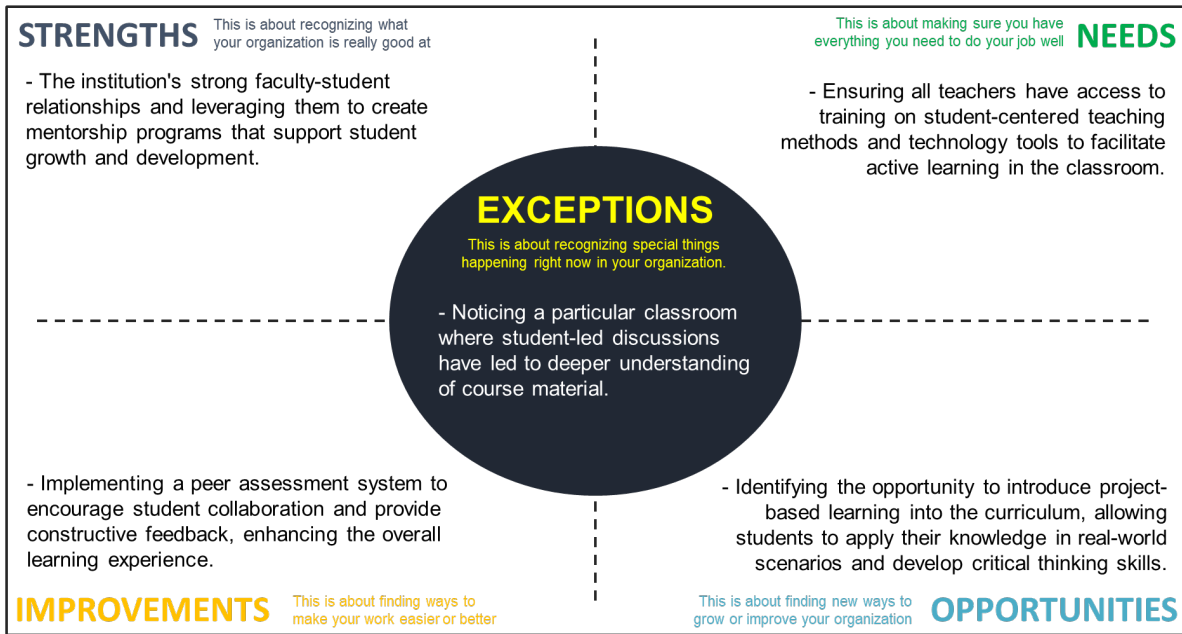 STRENGTHS
This is about recognizing what
your organization is really good at
- The institution's strong faculty-student
relationships and leveraging them to create
mentorship programs that support student
growth and development.
This is about making sure you have
everything you need to do your job well
NEEDS
- Ensuring all teachers have access to
training on student-centered teaching
methods and technology tools to facilitate
active learning in the classroom.
EXCEPTIONS
This is about recognizing special things
happening right now in your organization.
- Noticing a particular classroom
where student-led discussions
have led to deeper understanding
of course material.
- Implementing a peer assessment system to
encourage student collaboration and provide
constructive feedback, enhancing the overall
learning experience.
IMPROVEMENTS
This is about finding ways to
make your work easier or better
- Identifying the opportunity to introduce project-
based learning into the curriculum, allowing
students to apply their knowledge in real-world
scenarios and develop critical thinking skills.
This is about finding new ways to
grow or improve your organization
OPPORTUNITIES